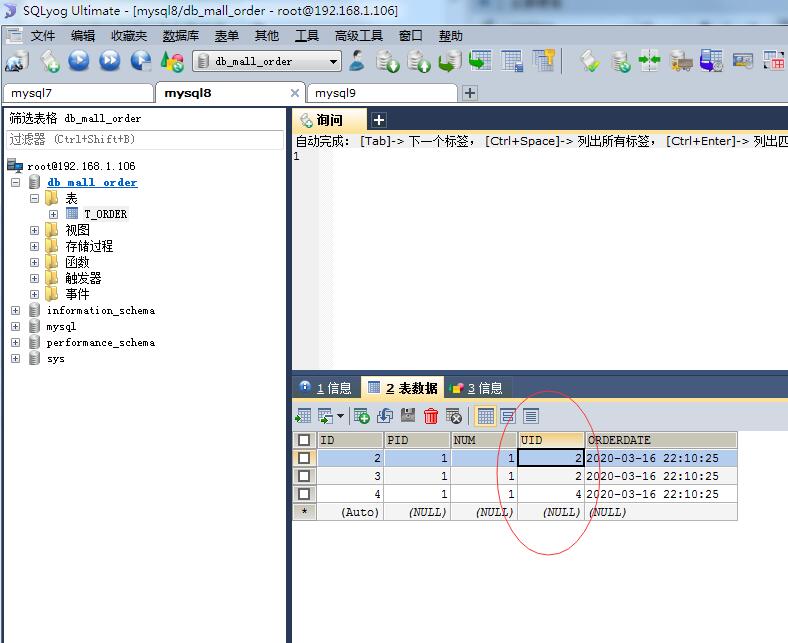 SQLyog Ultimate - [mysql8/db_mall_order - root@192.168.1.106]
文件 编辑 收藏夹 数据库 表单 其他 工具 高级工具 窗口 帮助
db_mall_order
mysql7 mysql8 mysql9
筛选表格 db_mall_order
过滤器 (Ctrl+Shift+B)
root@192.168.1.106
db_mall_order
表
T_ORDER
视图
存储过程
函数
触发器
事件
information_schema
mysql
performance_schema
sys
询问
自动完成: [Tab]-> 下一个标签, [Ctrl+Space]-> 列出所有标签, [Ctrl+Enter]-> 列出匹
1
1 信息 2 表数据 3 信息
ID PID NUM UID ORDERDATE
2 1 1 2 2020-03-16 22:10:25
3 1 1 2 2020-03-16 22:10:25
4 1 1 4 2020-03-16 22:10:25
* (Auto) (NULL) (NULL) (NULL) (NULL)